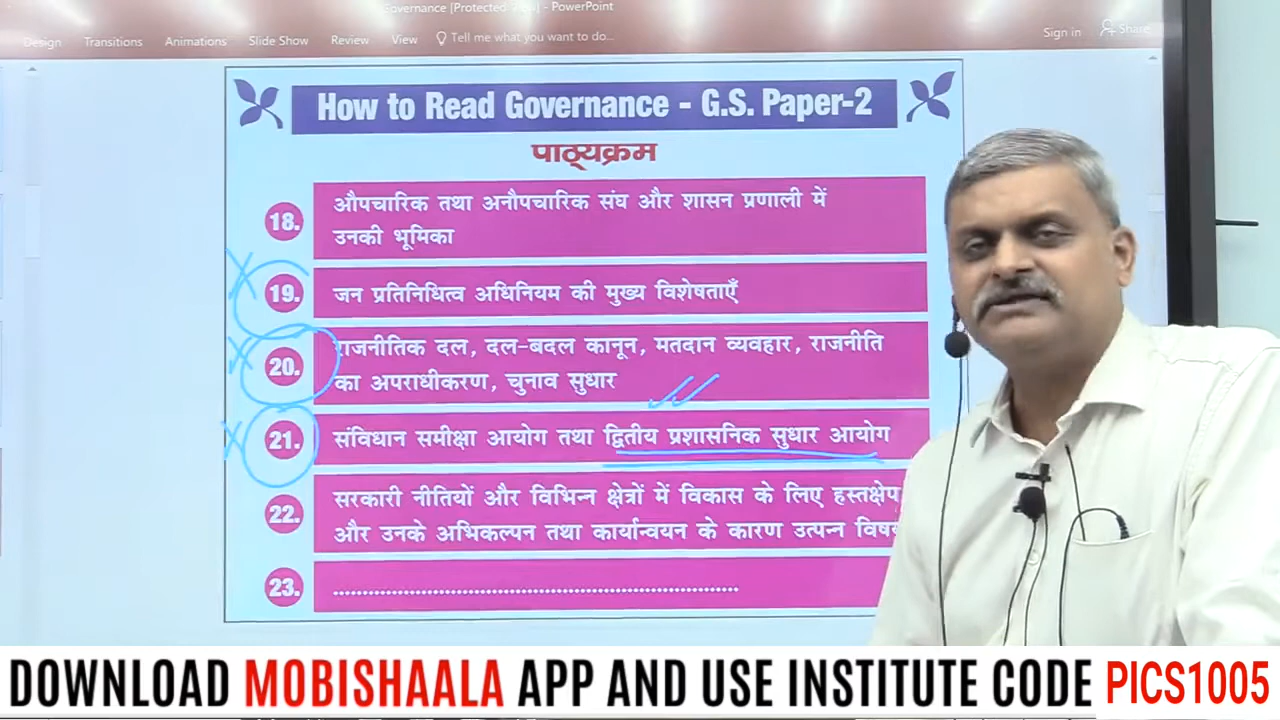 Governance [Protected View] - PowerPoint
Design Transitions Animations Slide Show Review View Tell me what you want to do... Sign in Share
How to Read Governance - G.S. Paper-2
पाठ्यक्रम
18. औपचारिक तथा अनौपचारिक संघ और शासन प्रणाली में
उनकी भूमिका
19. जन प्रतिनिधित्व अधिनियम की मुख्य विशेषताएँ
20. राजनीतिक दल, दल-बदल कानून, मतदान व्यवहार, राजनीति
का अपराधीकरण, चुनाव सुधार
21. संविधान समीक्षा आयोग तथा द्वितीय प्रशासनिक सुधार आयोग
22. सरकारी नीतियों और विभिन्न क्षेत्रों में विकास के लिए हस्तक्षेप
और उनके अभिकल्पन तथा कार्यान्वयन के कारण उत्पन्न
23. ........................................................................
DOWNLOAD MOBISHAALA APP AND USE INSTITUTE CODE PICS1005